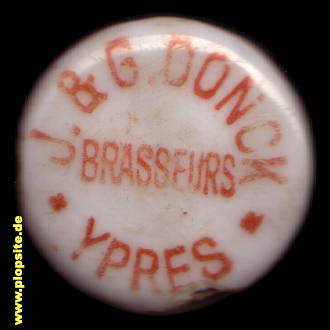 J. & G. DONCK
BRASSEURS
YPRES
www.plopsite.de